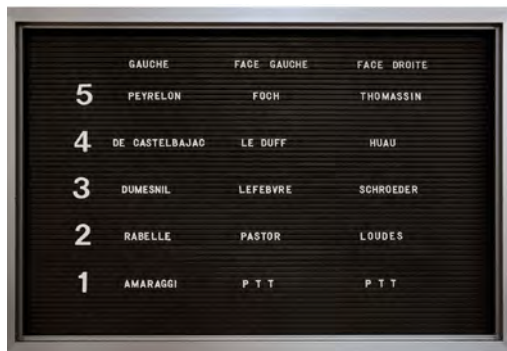 GAUCHE FACE GAUCHE FACE DROITE
5 PEYRELON FOCH THOMASSIN
4 DE CASTELBAJAC LE DUFF HUAU
3 DUMESNIL LEFEBVRE SCHROEDER
2 RABELLE PASTOR LOUDES
1 AMARAGGI P T T P T T